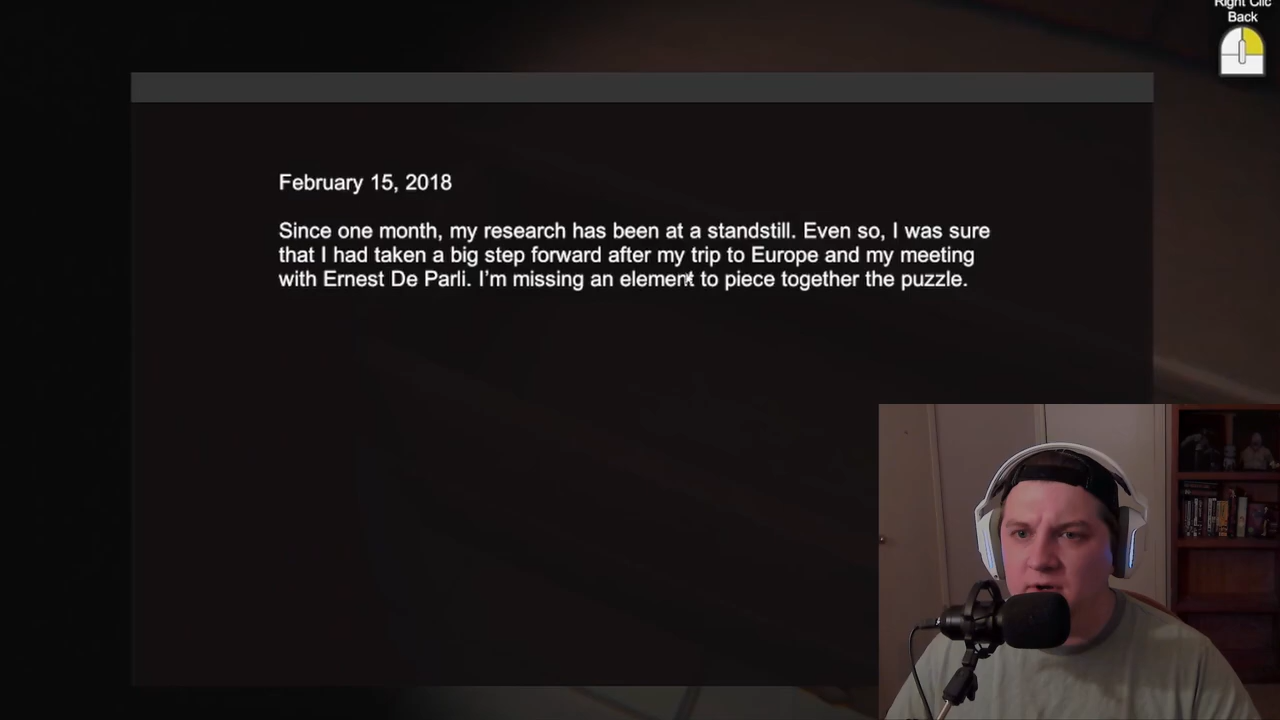 Right Clic
Back
February 15, 2018
Since one month, my research has been at a standstill. Even so, I was sure
that I had taken a big step forward after my trip to Europe and my meeting
with Ernest De Parli. I'm missing an element to piece together the puzzle.